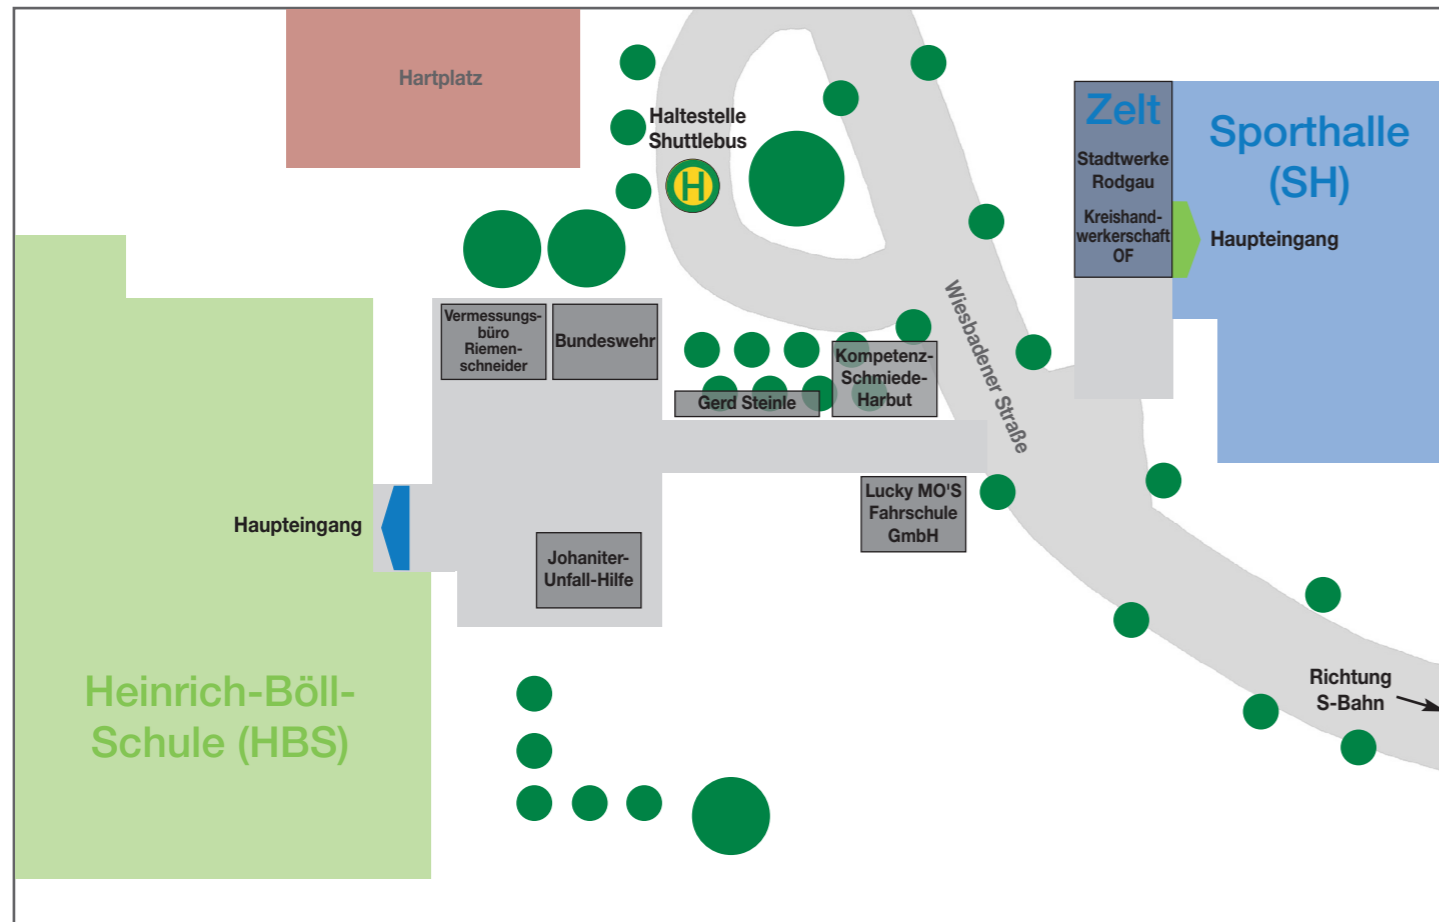 Hartplatz
Haltestelle
Shuttlebus
H
Zelt
Stadtwerke
Rodgau
Kreishand-
werkerschaft
OF
Sporthalle
(SH)
Haupteingang
Wiesbadener Straße
Vermessungs-
büro
Riemen-
schneider
Bundeswehr
Gerd Steinle
Kompetenz-
Schmiede-
Harbut
Haupteingang
Lucky MO'S
Fahrschule
GmbH
Johaniter-
Unfall-Hilfe
Heinrich-Böll-
Schule (HBS)
Richtung
S-Bahn